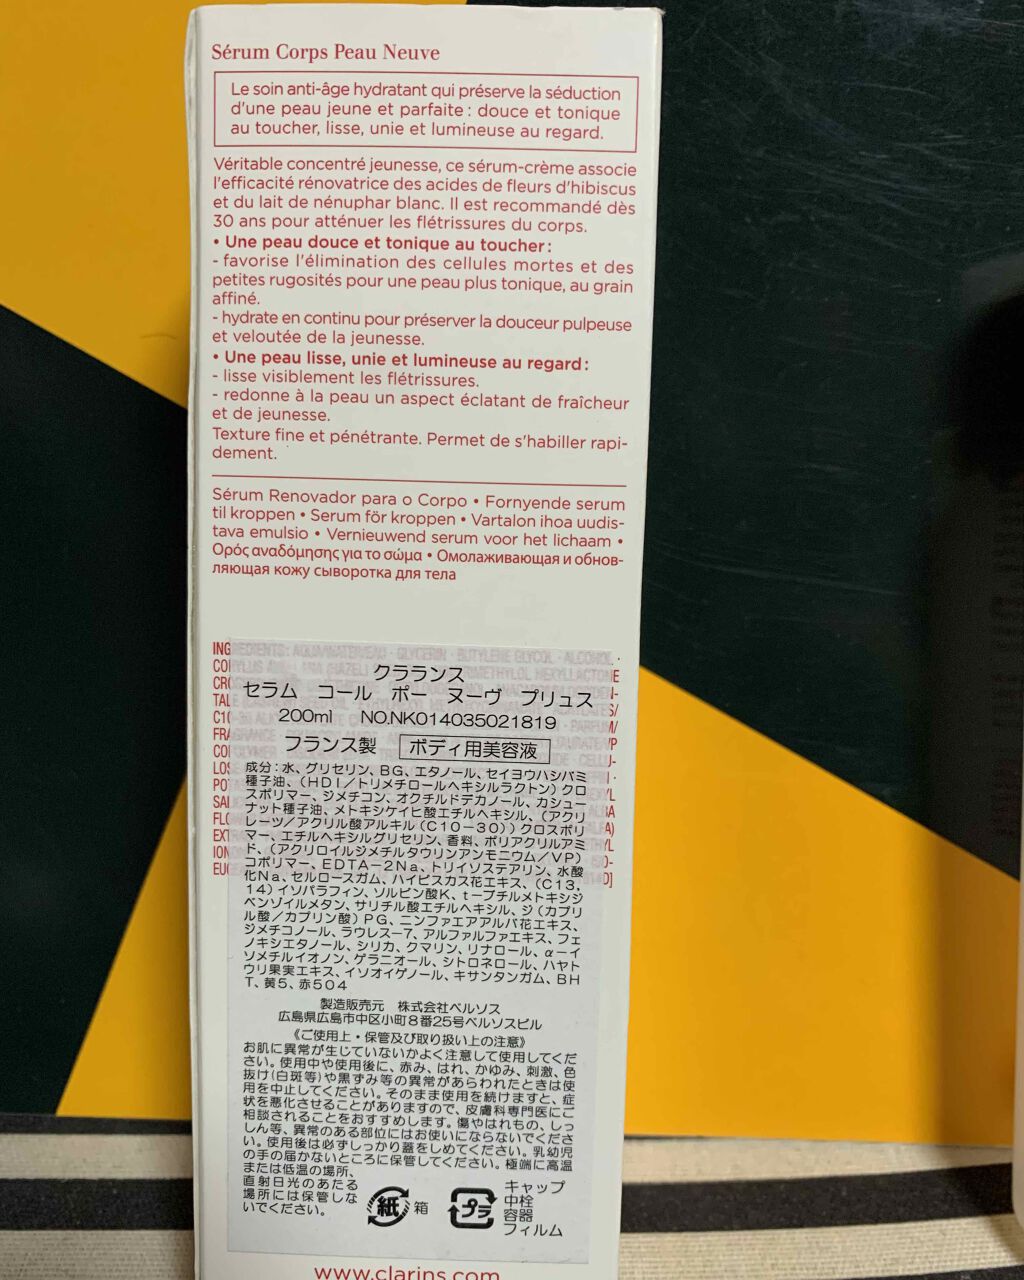 Sérum Corps Peau Neuve
Le soin anti-âge hydratant qui préserve la séduction
d'une peau jeune et parfaite : douce et tonique
au toucher, lisse, unie et lumineuse au regard.
Véritable concentré jeunesse, ce sérum-crème associe
l'efficacité rénovatrice des acides de fleurs d'hibiscus
et du lait de nénuphar blanc. Il est recommandé dès
30 ans pour atténuer les flétrissures du corps.
• Une peau douce et tonique au toucher :
- favorise l'élimination des cellules mortes et des
petites rugosités pour une peau plus tonique, au grain
affiné.
- hydrate en continu pour préserver la douceur pulpeuse
et veloutée de la jeunesse.
• Une peau lisse, unie et lumineuse au regard :
- lisse visiblement les flétrissures.
- redonne à la peau un aspect éclatant de fraîcheur
et de jeunesse.
Texture fine et pénétrante. Permet de s'habiller rapi-
dement.
Sérum Renovador para o Corpo • Fornyende serum
til kroppen • Serum för kroppen • Vartalon ihoa uudis-
tava emulsio • Vernieuwend serum voor het lichaam •
Ορός αναδόμησης για το σώμα • Омолаживающая и обнов-
ляющая кожу сыворотка для тела
INGREDIENTS: AQUA/WATER/EAU · GLYCERIN · BUTYLENE GLYCOL · ALCOHOL ·
クラランス
セラム コール ポー ヌーヴ プリュス
200ml NO.NK014035021819
フランス製 ボディ用美容液
成分：水、グリセリン、BG、エタノール、セイヨウハシバミ
種子油、（HDI／トリメチロールヘキシルラクトン）クロ
スポリマー、ジメチコン、オクチルドデカノール、カシュー
ナット種子油、メトキシケイヒ酸エチルヘキシル、（アクリ
レーツ／アクリル酸アルキル（C10－30））クロスポリ
マー、エチルヘキシルグリセリン、香料、ポリアクリルアミ
ド、（アクリロイルジメチルタウリンアンモニウム／VP）
コポリマー、EDTA－2Na、トリイソステアリン、水酸
化Na、セルロースガム、ハイビスカス花エキス、（C13，
14）イソパラフィン、ソルビン酸K、t－ブチルメトキシジ
ベンゾイルメタン、サリチル酸エチルヘキシル、ジ（カプリ
ル酸／カプリン酸）PG、ニンファエアアルバ花エキス、
ジメチコノール、ラウレス－7、アルファルファエキス、フェ
ノキシエタノール、シリカ、クマリン、リナロール、α－イ
ソメチルイオノン、ゲラニオール、シトロネロール、ハヤト
ウリ果実エキス、イソオイゲノール、キサンタンガム、BH
T、黄5、赤504
製造販売元 株式会社ベルソス
広島県広島市中区小町8番25号ベルソスビル
《ご使用上・保管及び取り扱い上の注意》
お肌に異常が生じていないかよく注意して使用してくだ
さい。使用中や使用後に、赤み、はれ、かゆみ、刺激、色
抜け(白斑等)や黒ずみ等の異常があらわれたときは使
用を中止してください。そのまま使用を続けますと、症
状を悪化させることがありますので、皮膚科専門医にご
相談されることをおすすめします。傷やはれもの、しっ
しん等、異常のある部位にはお使いにならないでくださ
い。使用後は必ずしっかり蓋をしめてください。乳幼児
の手の届かないところに保管してください。極端に高温
または低温の場所、
直射日光のあたる
場所には保管しな
いでください。
紙 箱
プラ
キャップ
中栓
容器
フィルム
www.clarins.com